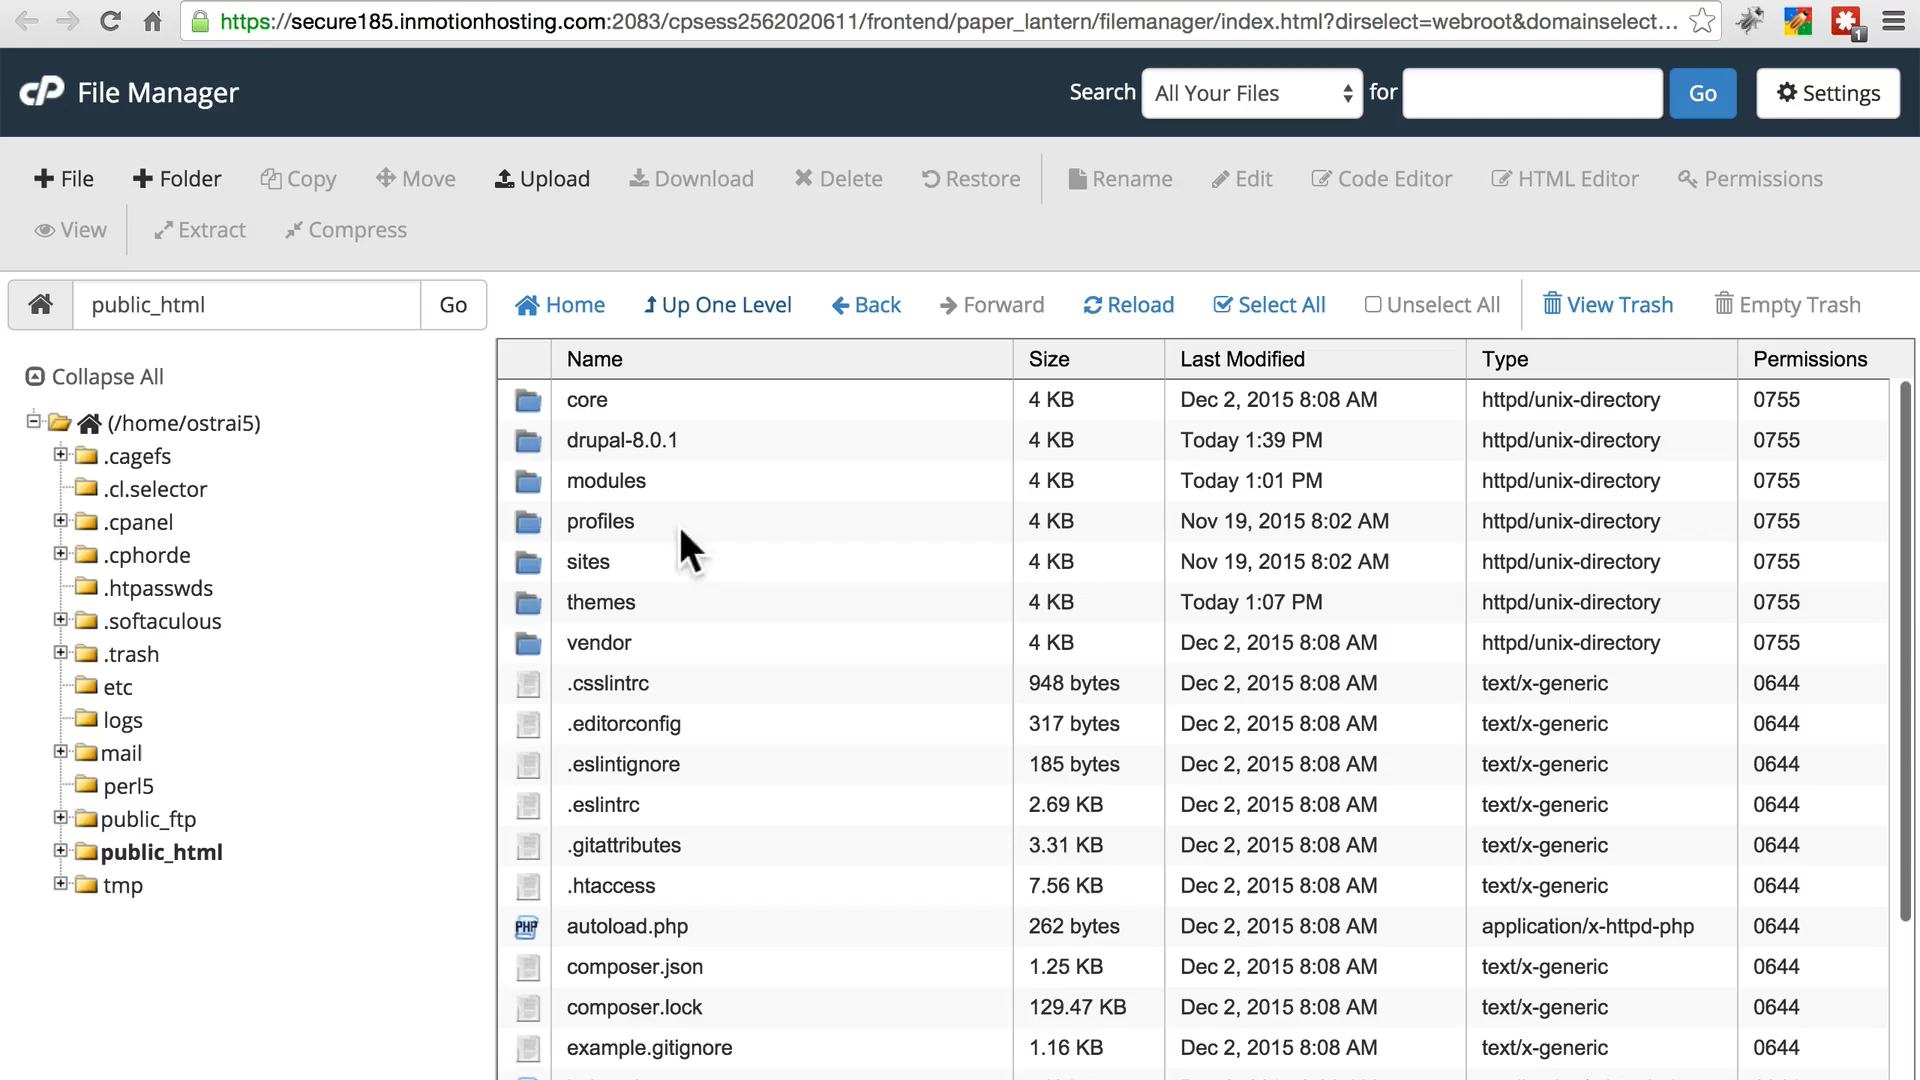 https://secure185.inmotionhosting.com:2083/cpsess2562020611/frontend/paper_lantern/filemanager/index.html?dirselect=webroot&domainselect...
1
cP File Manager
Search All Your Files for Go Settings
File Folder Copy Move Upload Download Delete Restore Rename Edit Code Editor HTML Editor Permissions
View Extract Compress
public_html Go Home Up One Level Back Forward Reload Select All Unselect All View Trash Empty Trash
Collapse All
(/home/ostrai5)
.cagefs
.cl.selector
.cpanel
.cphorde
.htpasswds
.softaculous
.trash
etc
logs
mail
perl5
public_ftp
public_html
tmp
Name Size Last Modified Type Permissions
core 4 KB Dec 2, 2015 8:08 AM httpd/unix-directory 0755
drupal-8.0.1 4 KB Today 1:39 PM httpd/unix-directory 0755
modules 4 KB Today 1:01 PM httpd/unix-directory 0755
profiles 4 KB Nov 19, 2015 8:02 AM httpd/unix-directory 0755
sites 4 KB Nov 19, 2015 8:02 AM httpd/unix-directory 0755
themes 4 KB Today 1:07 PM httpd/unix-directory 0755
vendor 4 KB Dec 2, 2015 8:08 AM httpd/unix-directory 0755
.csslintrc 948 bytes Dec 2, 2015 8:08 AM text/x-generic 0644
.editorconfig 317 bytes Dec 2, 2015 8:08 AM text/x-generic 0644
.eslintignore 185 bytes Dec 2, 2015 8:08 AM text/x-generic 0644
.eslintrc 2.69 KB Dec 2, 2015 8:08 AM text/x-generic 0644
.gitattributes 3.31 KB Dec 2, 2015 8:08 AM text/x-generic 0644
.htaccess 7.56 KB Dec 2, 2015 8:08 AM text/x-generic 0644
PHP autoload.php 262 bytes Dec 2, 2015 8:08 AM application/x-httpd-php 0644
composer.json 1.25 KB Dec 2, 2015 8:08 AM text/x-generic 0644
composer.lock 129.47 KB Dec 2, 2015 8:08 AM text/x-generic 0644
example.gitignore 1.16 KB Dec 2, 2015 8:08 AM text/x-generic 0644